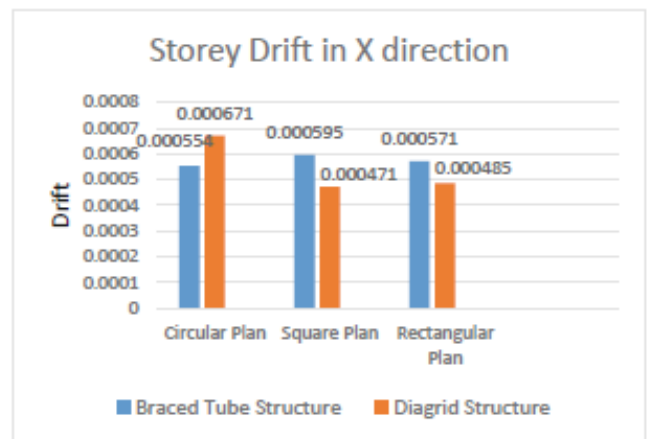 Storey Drift in X direction
0.0008
0.0007
0.0006
0.0005
0.0004
0.0003
0.0002
0.0001
0
Drift
0.000554
0.000671
0.000595
0.000471
0.000571
0.000485
Circular Plan
Square Plan
Rectangular
Plan
Braced Tube Structure
Diagrid Structure